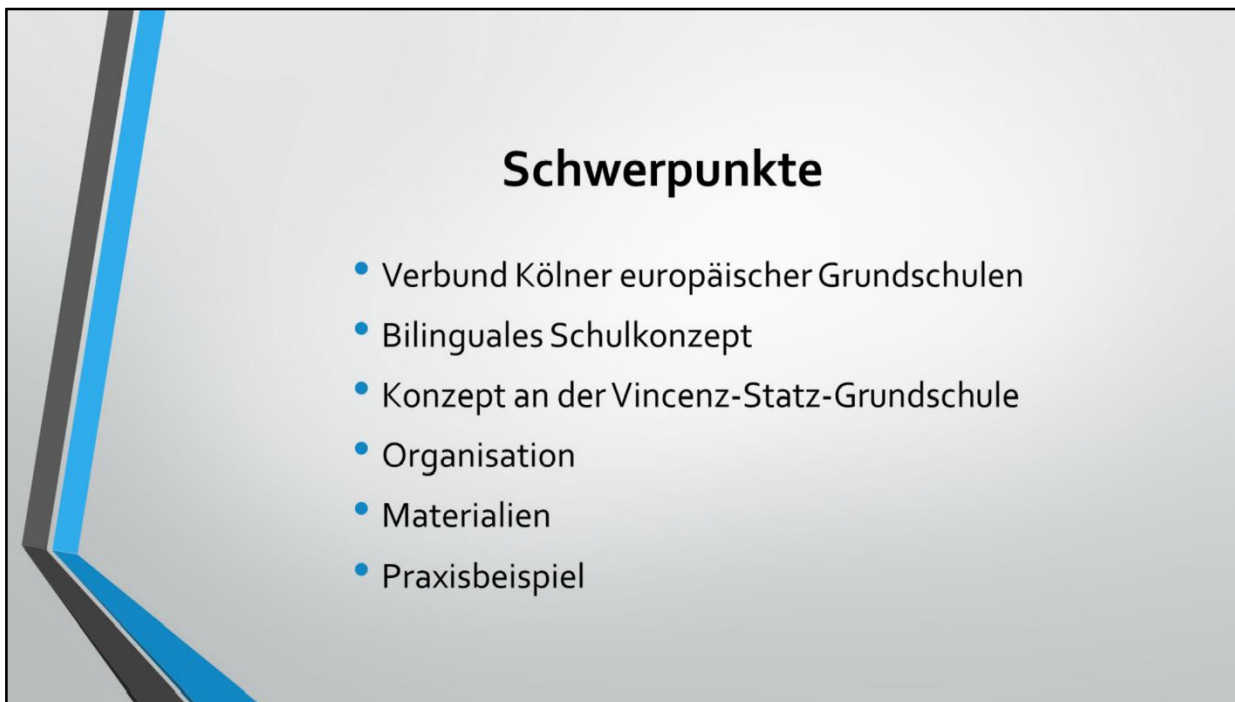 Schwerpunkte
• Verbund Kölner europäischer Grundschulen
• Bilinguales Schulkonzept
• Konzept an der Vincenz-Statz-Grundschule
• Organisation
• Materialien
• Praxisbeispiel